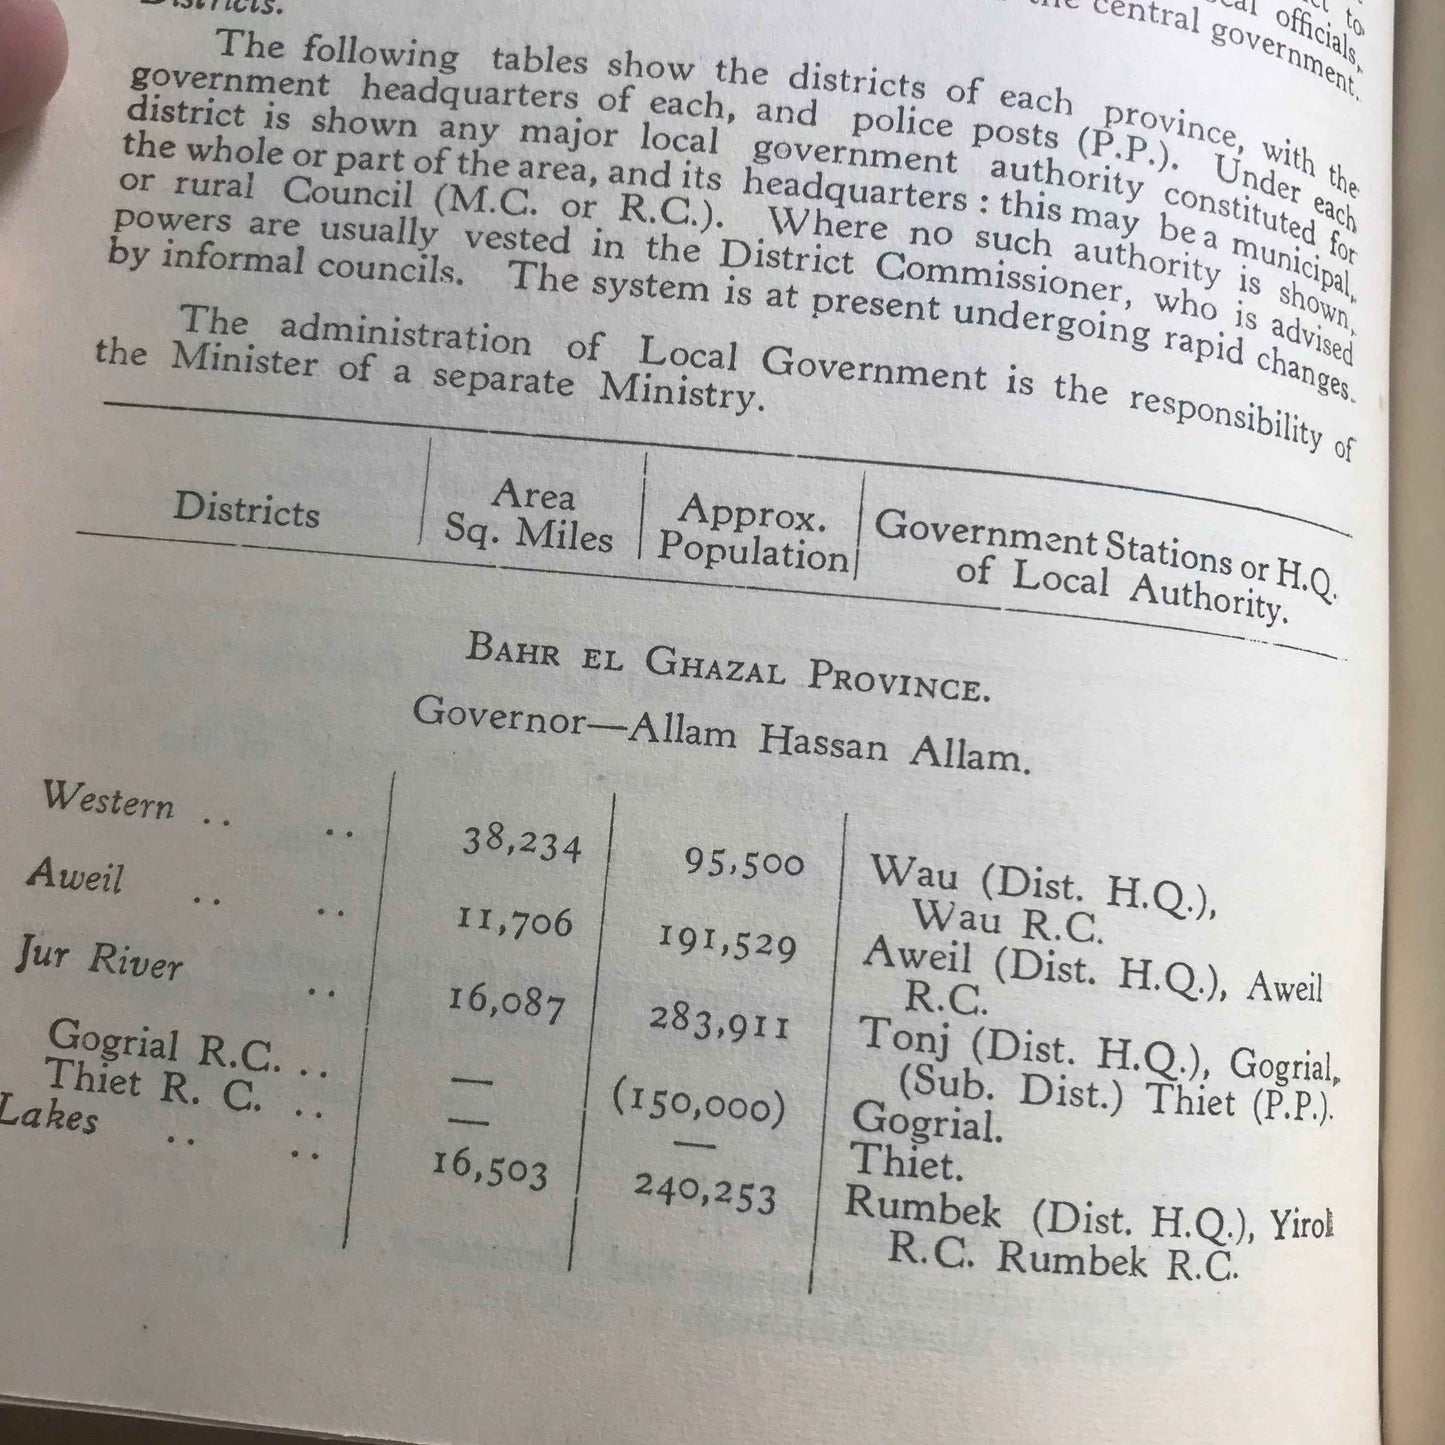 Districts.
central government.
officials,
to
The following tables show the districts of each province, with the
government headquarters of each, and police posts (P.P.). Under each
district is shown any major local government authority constituted for
the whole or part of the area, and its headquarters : this may be a municipal,
or rural Council (M.C. or R.C.). Where no such authority is shown,
powers are usually vested in the District Commissioner, who is advised
by informal councils. The system is at present undergoing rapid changes.
The administration of Local Government is the responsibility of
the Minister of a separate Ministry.
Districts
Area
Sq. Miles
Approx.
Population
Government Stations or H.Q.
of Local Authority.
BAHR EL GHAZAL PROVINCE.
Governor—Allam Hassan Allam.
Western .. .. 38,234 95,500 Wau (Dist. H.Q.),
Wau R.C.
Aweil .. .. 11,706 191,529 Aweil (Dist. H.Q.), Aweil
R.C.
Jur River .. 16,087 283,911 Tonj (Dist. H.Q.), Gogrial,
(Sub. Dist.) Thiet (P.P.).
Gogrial R.C. .. — (150,000) Gogrial.
Thiet R. C. .. — — Thiet.
Lakes .. .. 16,503 240,253 Rumbek (Dist. H.Q.), Yirol
R.C. Rumbek R.C.